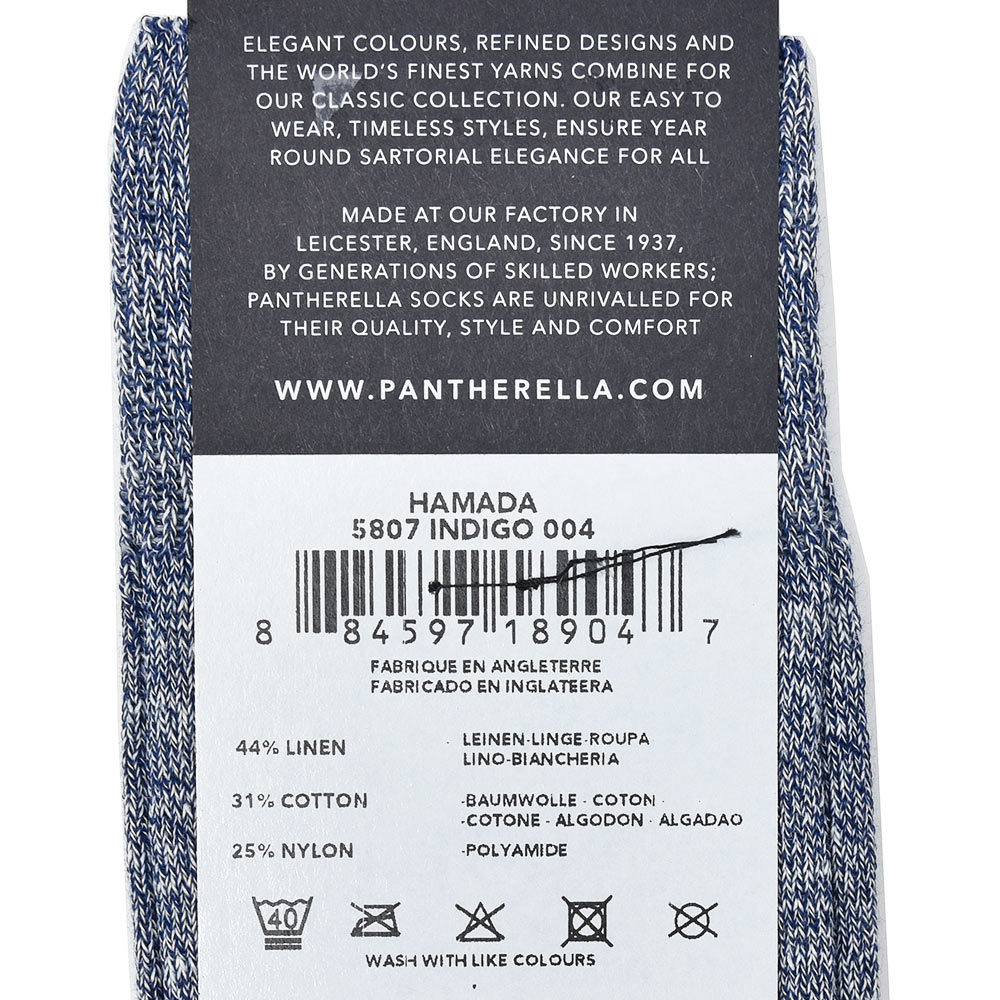 ELEGANT COLOURS, REFINED DESIGNS AND
THE WORLD'S FINEST YARNS COMBINE FOR
OUR CLASSIC COLLECTION. OUR EASY TO
WEAR, TIMELESS STYLES, ENSURE YEAR
ROUND SARTORIAL ELEGANCE FOR ALL
MADE AT OUR FACTORY IN
LEICESTER, ENGLAND, SINCE 1937,
BY GENERATIONS OF SKILLED WORKERS;
PANTHERELLA SOCKS ARE UNRIVALLED FOR
THEIR QUALITY, STYLE AND COMFORT
WWW.PANTHERELLA.COM
HAMADA
5807 INDIGO 004
8 84597 18904 7
FABRIQUE EN ANGLETERRE
FABRICADO EN INGLATEERA
44% LINEN · LEINEN-LINGE-ROUPA
LINO-BIANCHERIA
31% COTTON ·BAUMWOLLE - COTON ·
·COTONE - ALGODON · ALGADAO
25% NYLON ·POLYAMIDE
40
WASH WITH LIKE COLOURS